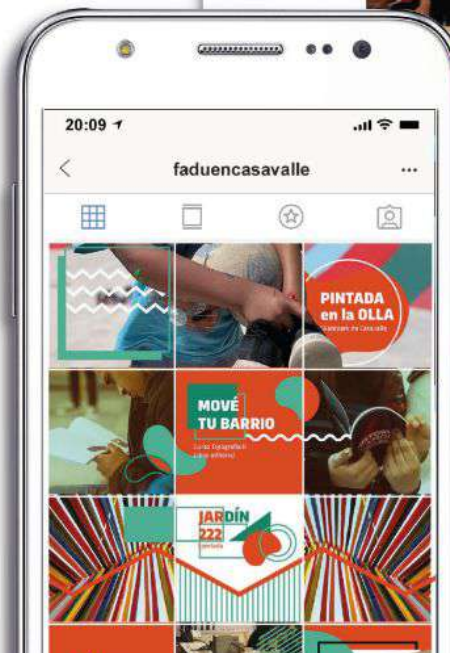 20:09
faduencasavalle
PINTADA
en la OLLA
MOVÉ
TU BARRIO
JARDÍN
222